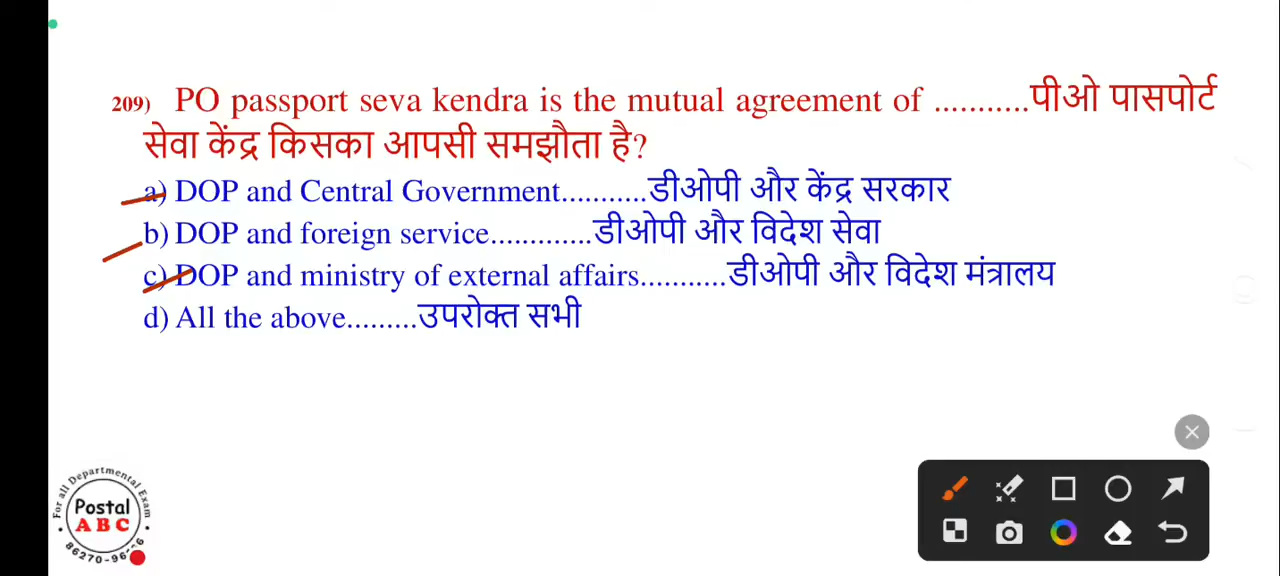 209) PO passport seva kendra is the mutual agreement of ...........पीओ पासपोर्ट
सेवा केंद्र किसका आपसी समझौता है?
a) DOP and Central Government...........डीओपी और केंद्र सरकार
b) DOP and foreign service.............डीओपी और विदेश सेवा
c) DOP and ministry of external affairs...........डीओपी और विदेश मंत्रालय
d) All the above.........उपरोक्त सभी
For all Departmental Exam
Postal
ABC